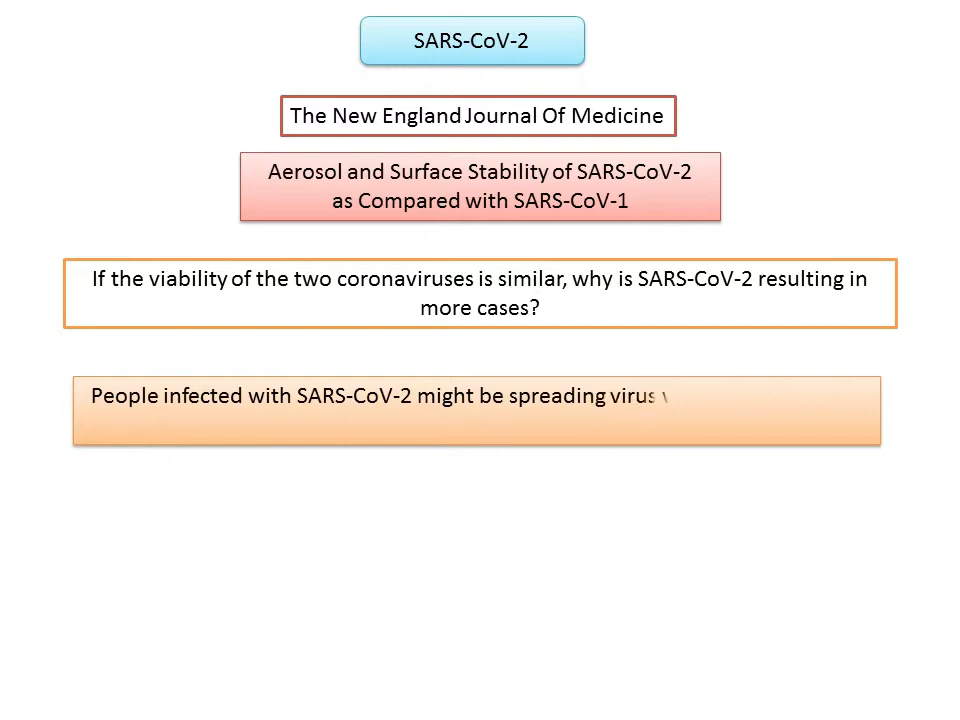 SARS-CoV-2
The New England Journal Of Medicine
Aerosol and Surface Stability of SARS-CoV-2
as Compared with SARS-CoV-1
If the viability of the two coronaviruses is similar, why is SARS-CoV-2 resulting in
more cases?
People infected with SARS-CoV-2 might be spreading virus